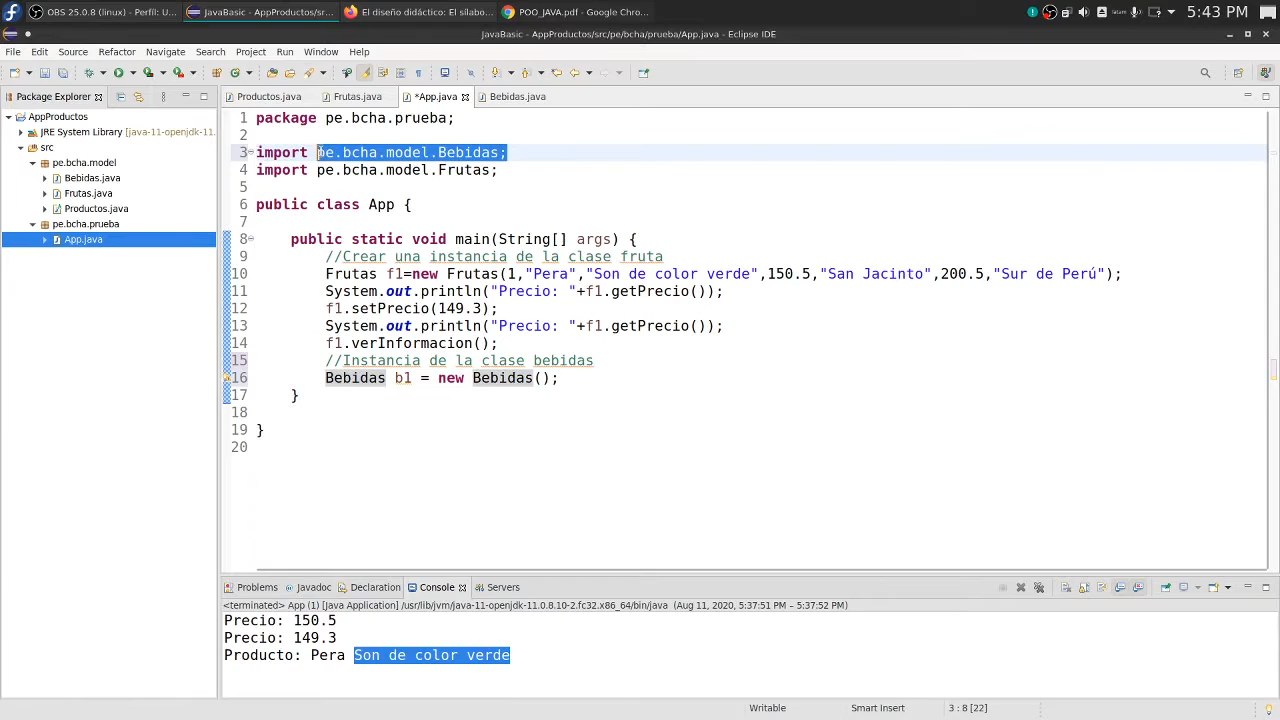 OBS 25.0.8 (linux) - Perfil: U...
JavaBasic - AppProductos/sr...
El diseño didáctico: El sílabo...
POO_JAVA.pdf - Google Chro...
5:43 PM
JavaBasic - AppProductos/src/pe/bcha/prueba/App.java - Eclipse IDE
File Edit Source Refactor Navigate Search Project Run Window Help
Package Explorer
Productos.java Frutas.java *App.java Bebidas.java
AppProductos
JRE System Library [java-11-openjdk-11.
src
pe.bcha.model
Bebidas.java
Frutas.java
Productos.java
pe.bcha.prueba
App.java
1 package pe.bcha.prueba;
2
3 import pe.bcha.model.Bebidas;
4 import pe.bcha.model.Frutas;
5
6 public class App {
7
8 public static void main(String[] args) {
9 //Crear una instancia de la clase fruta
10 Frutas f1=new Frutas(1,"Pera","Son de color verde",150.5,"San Jacinto",200.5,"Sur de Perú");
11 System.out.println("Precio: "+f1.getPrecio());
12 f1.setPrecio(149.3);
13 System.out.println("Precio: "+f1.getPrecio());
14 f1.verInformacion();
15 //Instancia de la clase bebidas
16 Bebidas b1 = new Bebidas();
17 }
18
19 }
20
Problems Javadoc Declaration Console Servers
<terminated> App (1) [Java Application] /usr/lib/jvm/java-11-openjdk-11.0.8.10-2.fc32.x86_64/bin/java (Aug 11, 2020, 5:37:51 PM – 5:37:52 PM)
Precio: 150.5
Precio: 149.3
Producto: Pera Son de color verde
Writable Smart Insert 3 : 8 [22]